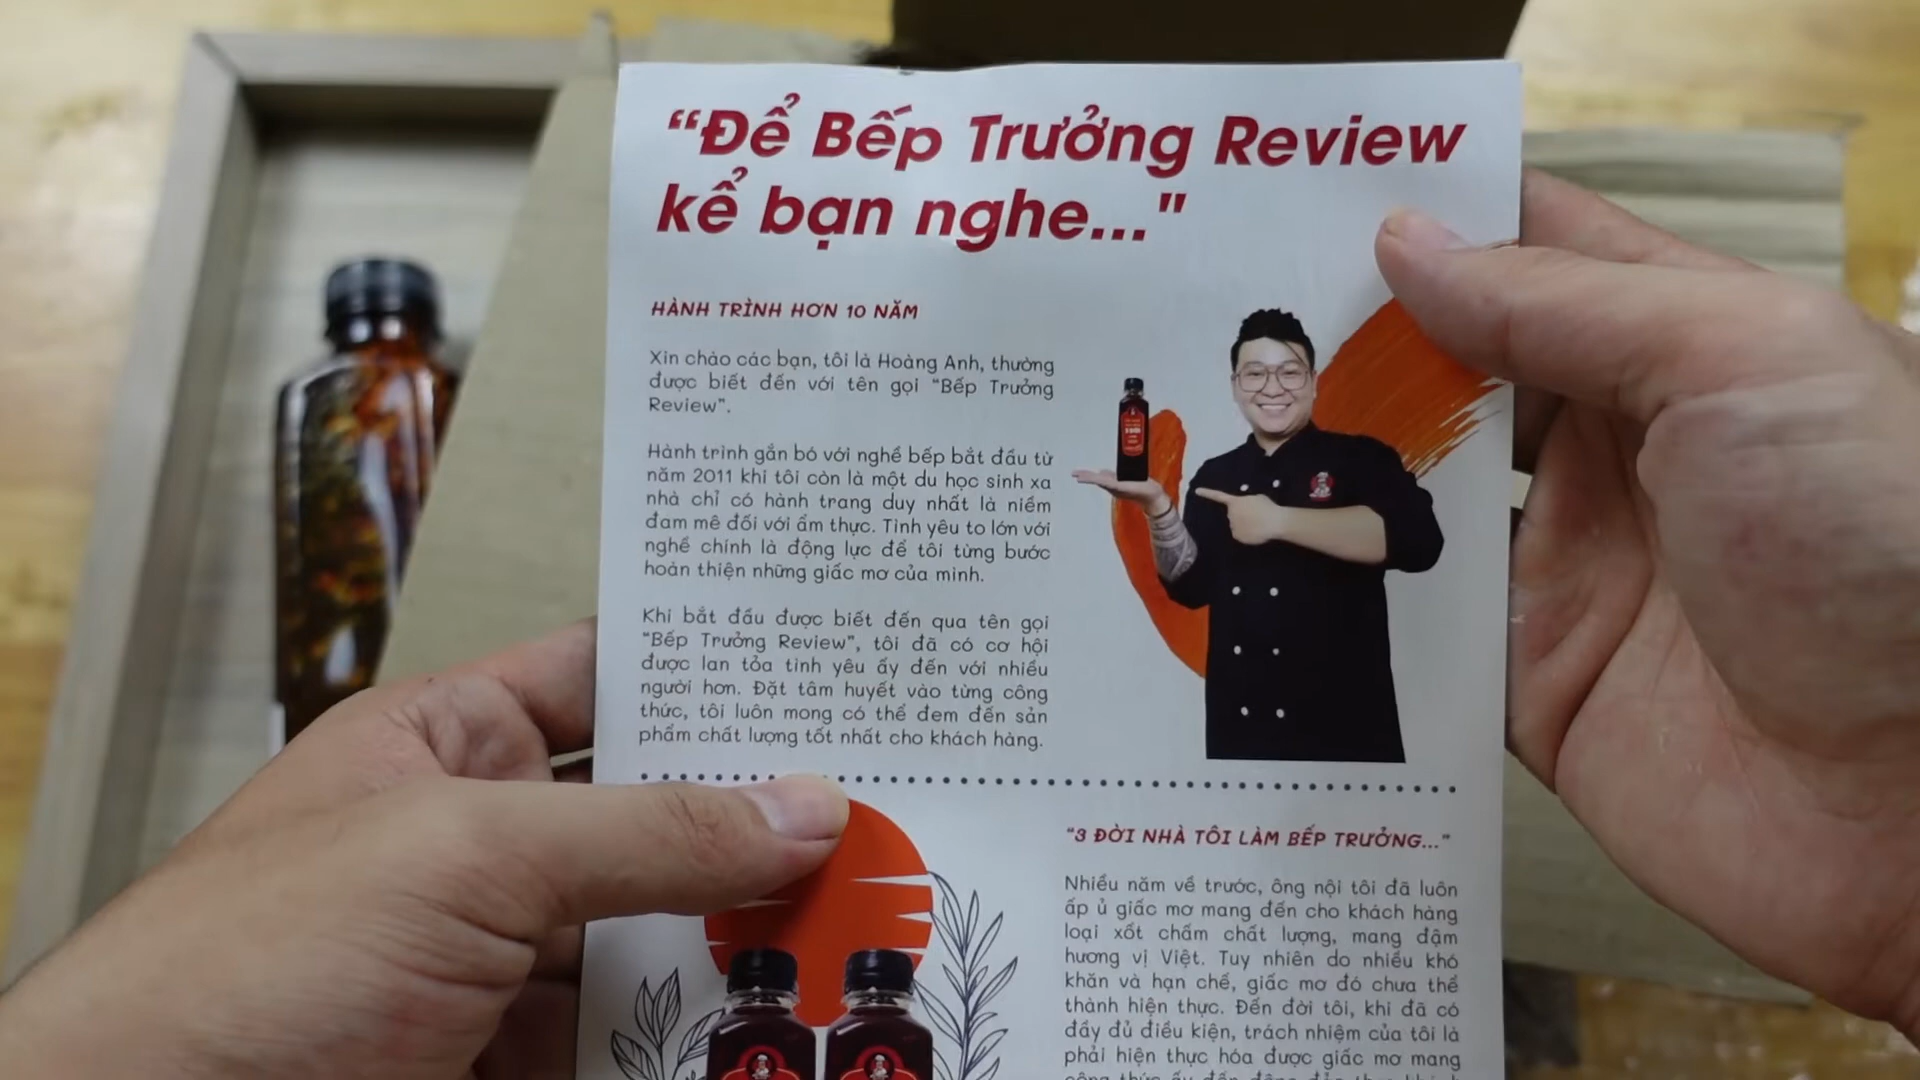 “Để Bếp Trưởng Review
kể bạn nghe..."
HÀNH TRÌNH HƠN 10 NĂM
Xin chào các bạn, tôi là Hoàng Anh, thường
được biết đến với tên gọi “Bếp Trưởng
Review”.
Hành trình gắn bó với nghề bếp bắt đầu từ
năm 2011 khi tôi còn là một du học sinh xa
nhà chỉ có hành trang duy nhất là niềm
đam mê đối với ẩm thực. Tình yêu to lớn với
nghề chính là động lực để tôi từng bước
hoàn thiện những giấc mơ của mình.
Khi bắt đầu được biết đến qua tên gọi
“Bếp Trưởng Review”, tôi đã có cơ hội
được lan tỏa tình yêu ấy đến với nhiều
người hơn. Đặt tâm huyết vào từng công
thức, tôi luôn mong có thể đem đến sản
phẩm chất lượng tốt nhất cho khách hàng.
“3 ĐỜI NHÀ TÔI LÀM BẾP TRƯỞNG...”
Nhiều năm về trước, ông nội tôi đã luôn
ấp ủ giấc mơ mang đến cho khách hàng
loại xốt chấm chất lượng, mang đậm
hương vị Việt. Tuy nhiên do nhiều khó
khăn và hạn chế, giấc mơ đó chưa thể
thành hiện thực. Đến đời tôi, khi đã có
đầy đủ điều kiện, trách nhiệm của tôi là
phải hiện thực hóa được giấc mơ mang